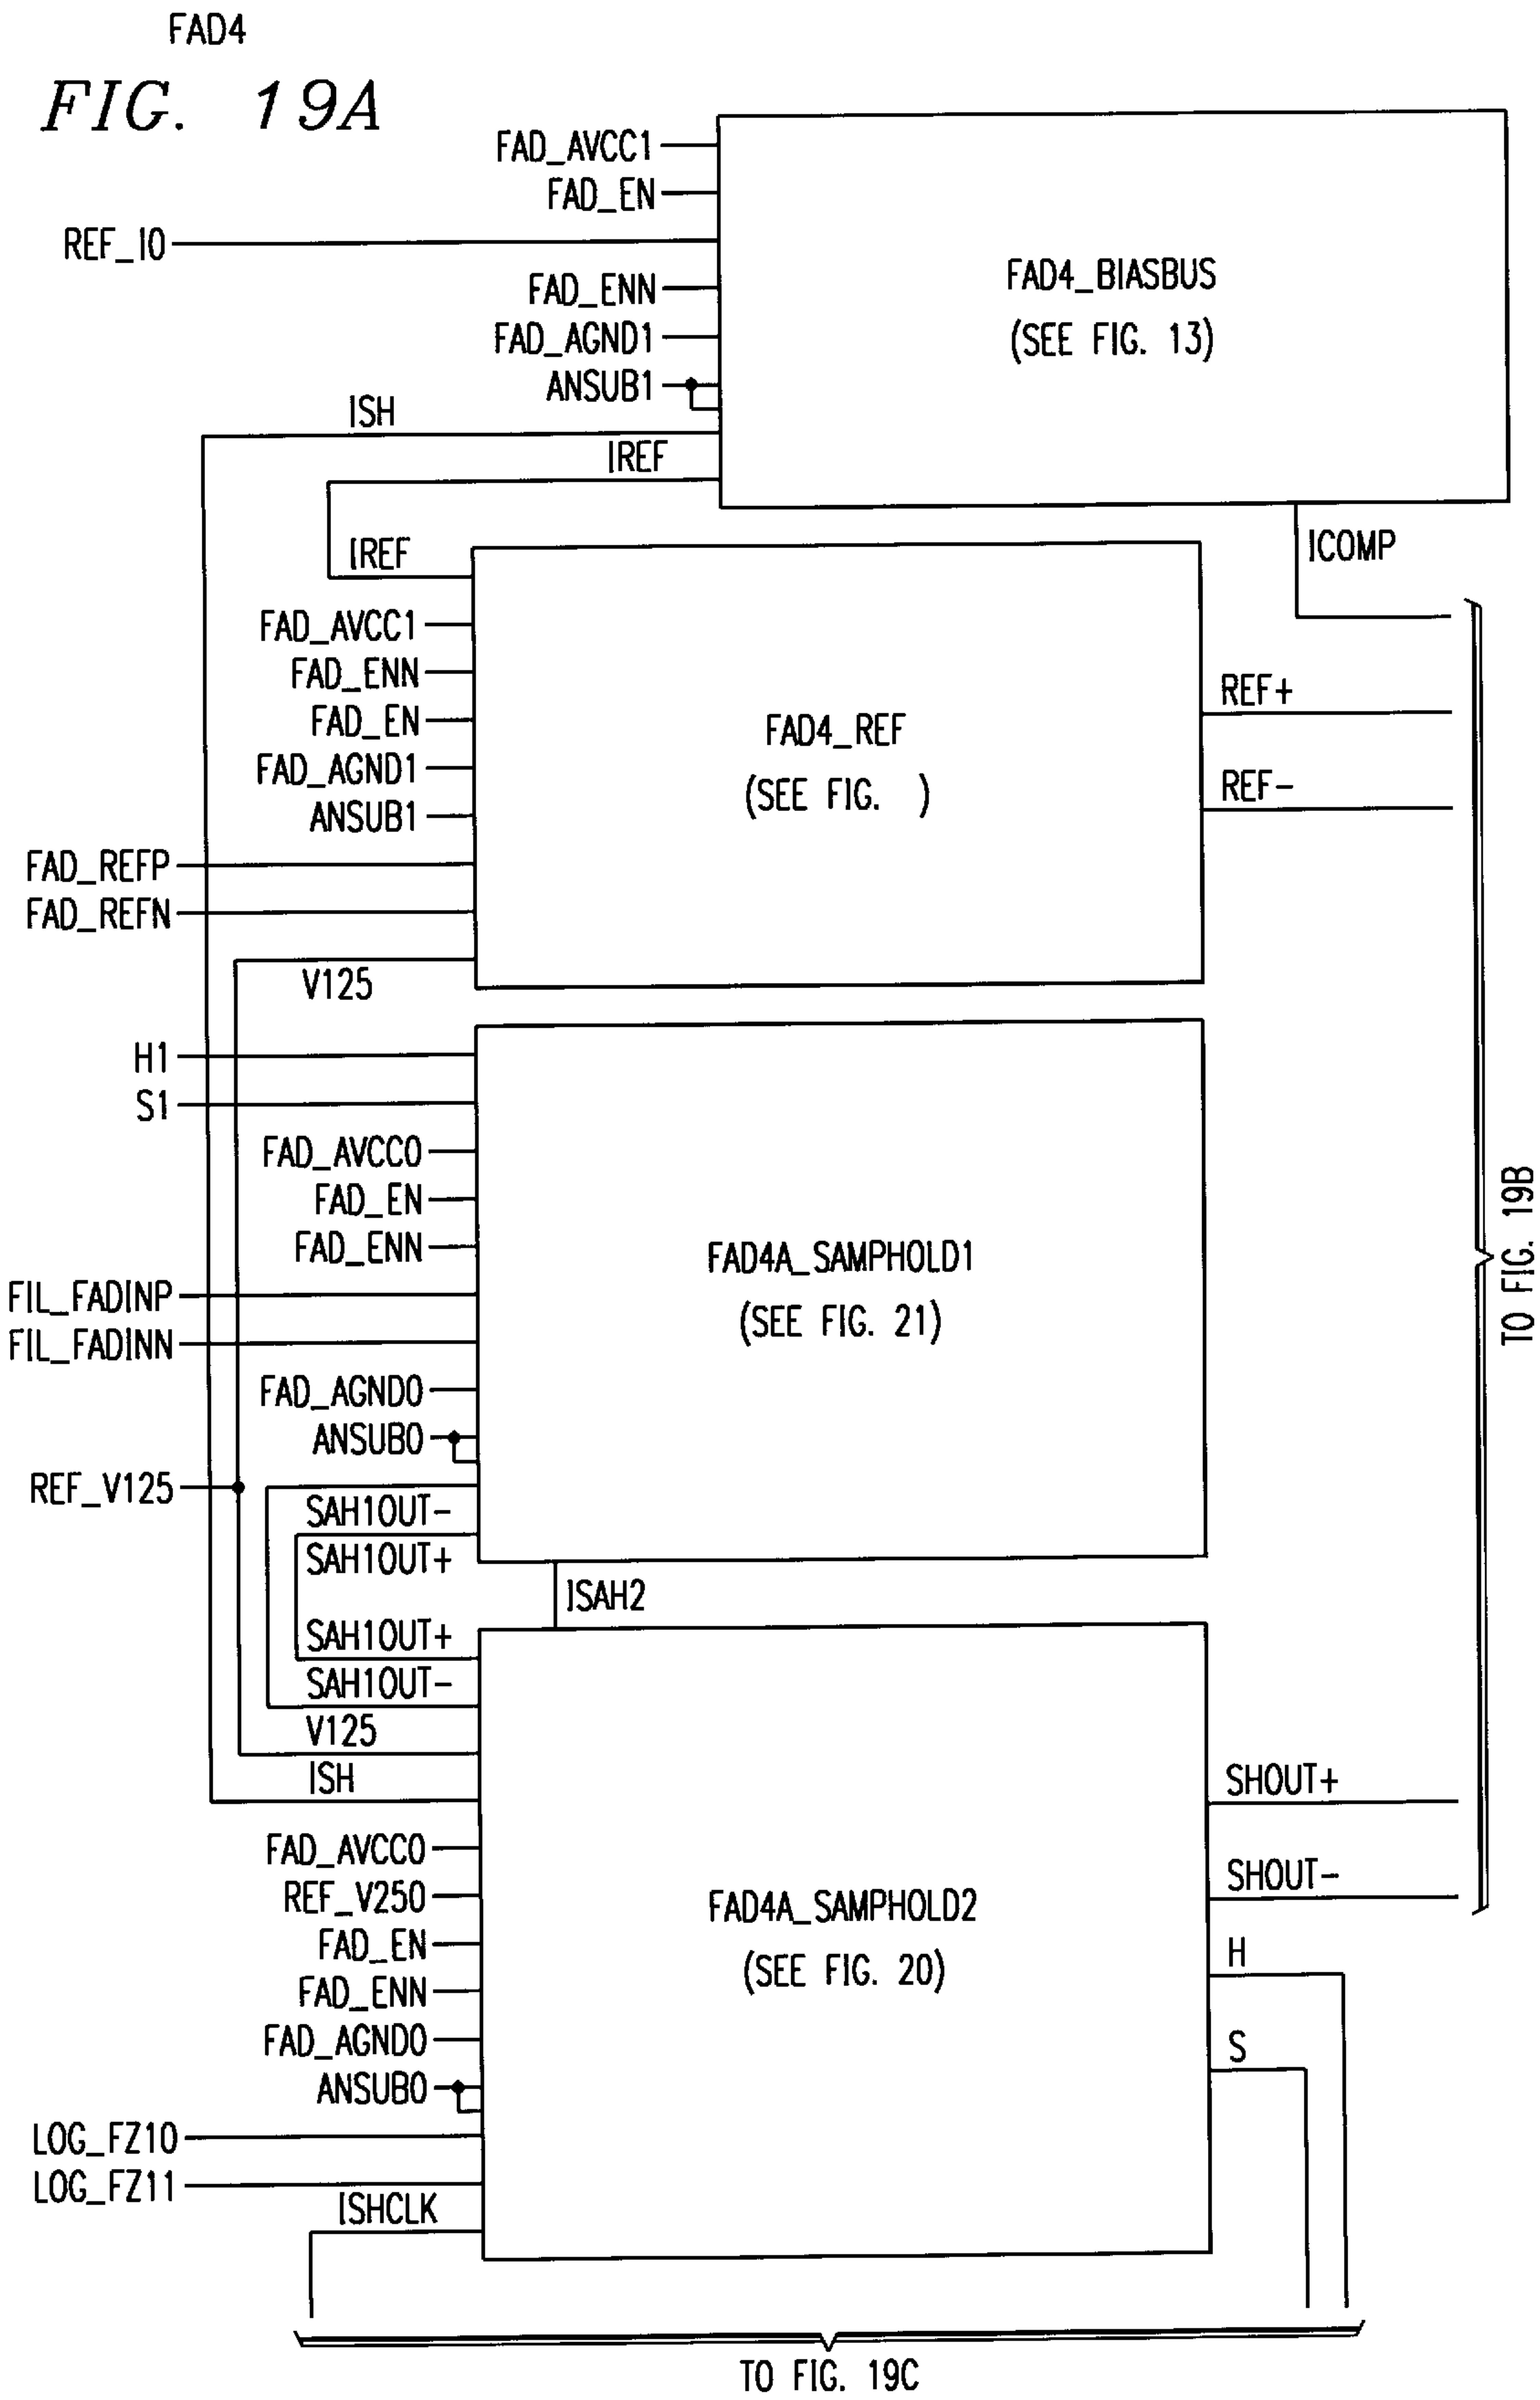 FAD4
FIG. 19A
FAD_AVCC1
FAD_EN
REF_I0
FAD_ENN
FAD_AGND1
ANSUB1
ISH
IREF
FAD4_BIASBUS
(SEE FIG. 13)
ICOMP
IREF
FAD_AVCC1
FAD_ENN
FAD_EN
FAD_AGND1
ANSUB1
FAD_REFP
FAD_REFN
V125
FAD4_REF
(SEE FIG. )
REF+
REF-
H1
S1
FAD_AVCC0
FAD_EN
FAD_ENN
FIL_FADINP
FIL_FADINN
FAD_AGND0
ANSUB0
REF_V125
SAH1OUT-
SAH1OUT+
FAD4A_SAMPHOLD1
(SEE FIG. 21)
TO FIG. 19B
ISAH2
SAH1OUT+
SAH1OUT-
V125
ISH
FAD_AVCC0
REF_V250
FAD_EN
FAD_ENN
FAD_AGND0
ANSUB0
LOG_FZ10
LOG_FZ11
ISHCLK
FAD4A_SAMPHOLD2
(SEE FIG. 20)
SHOUT+
SHOUT-
H
S
TO FIG. 19C